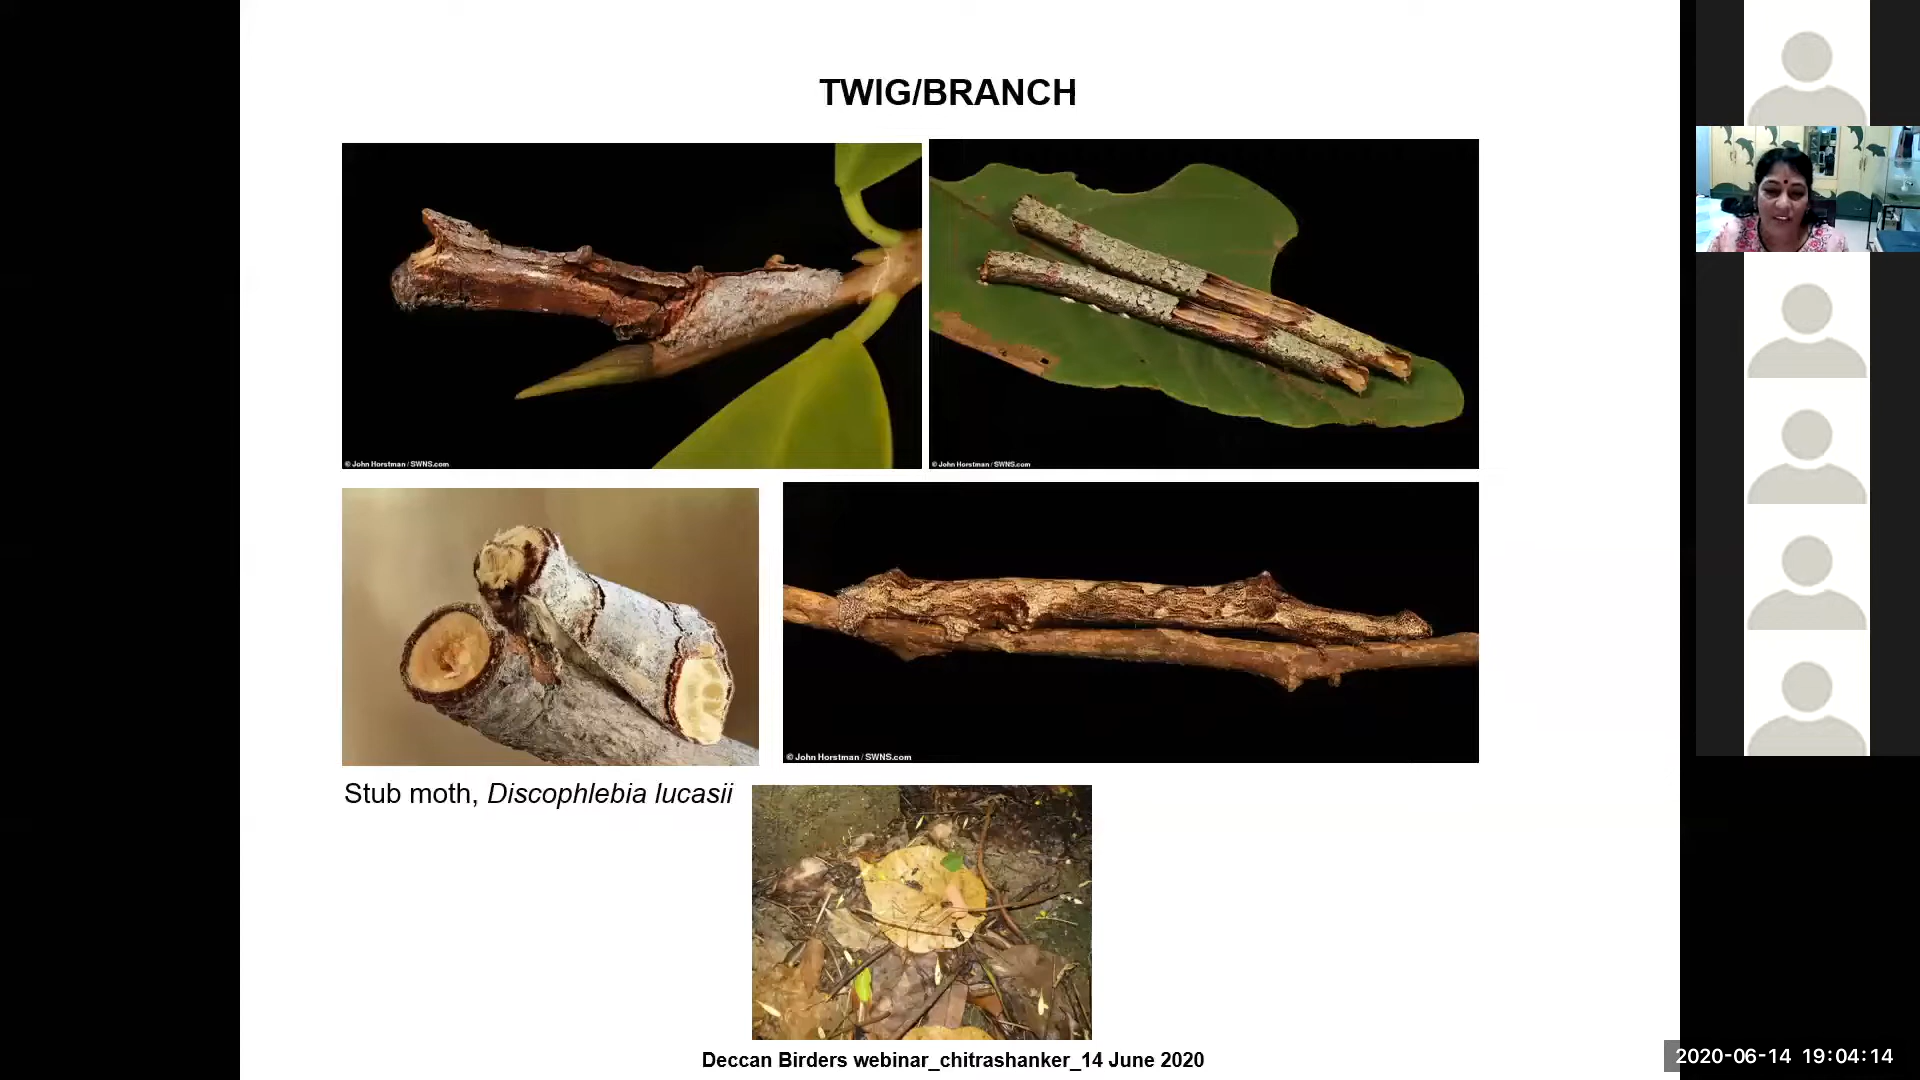 TWIG/BRANCH
© John Horstman / SWNS.com
© John Horstman / SWNS.com
© John Horstman / SWNS.com
Stub moth, Discophlebia lucasii
Deccan Birders webinar_chitrashanker_14 June 2020
2020-06-14 19:04:14